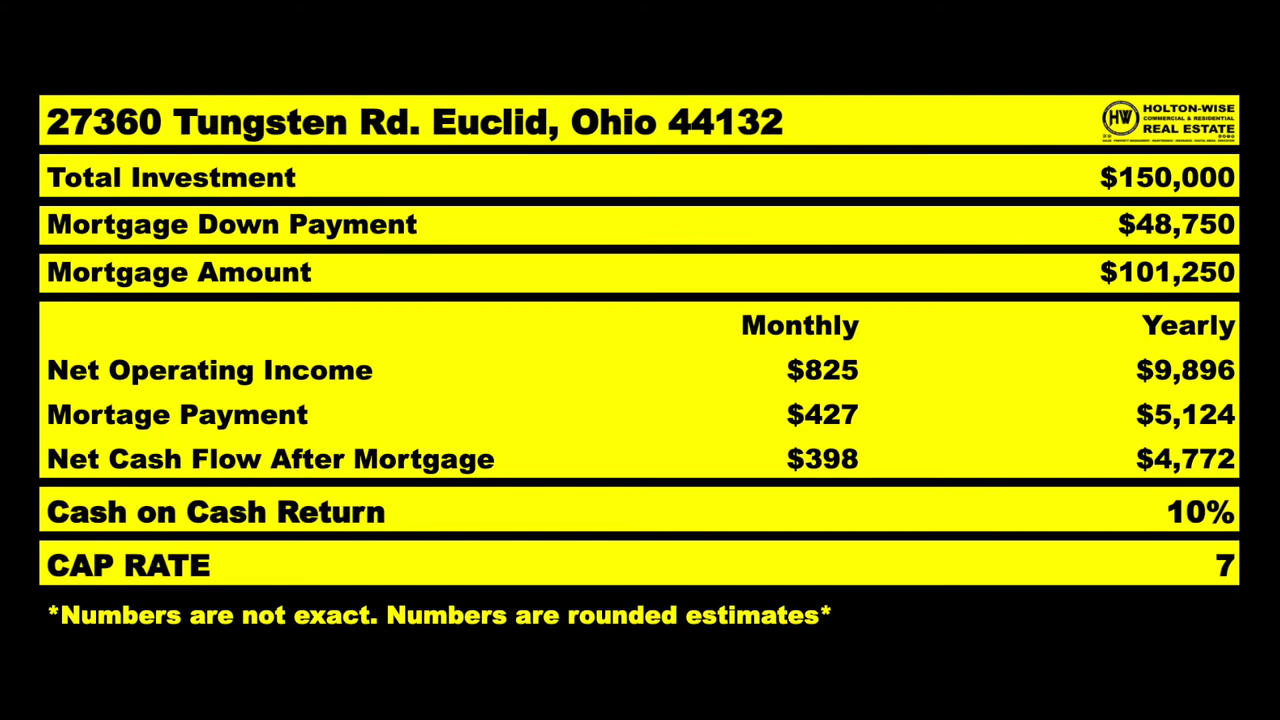 27360 Tungsten Rd. Euclid, Ohio 44132
HW
HOLTON-WISE
COMMERCIAL & RESIDENTIAL
REAL ESTATE
Total Investment $150,000
Mortgage Down Payment $48,750
Mortgage Amount $101,250
Monthly Yearly
Net Operating Income $825 $9,896
Mortage Payment $427 $5,124
Net Cash Flow After Mortgage $398 $4,772
Cash on Cash Return 10%
CAP RATE 7
*Numbers are not exact. Numbers are rounded estimates*